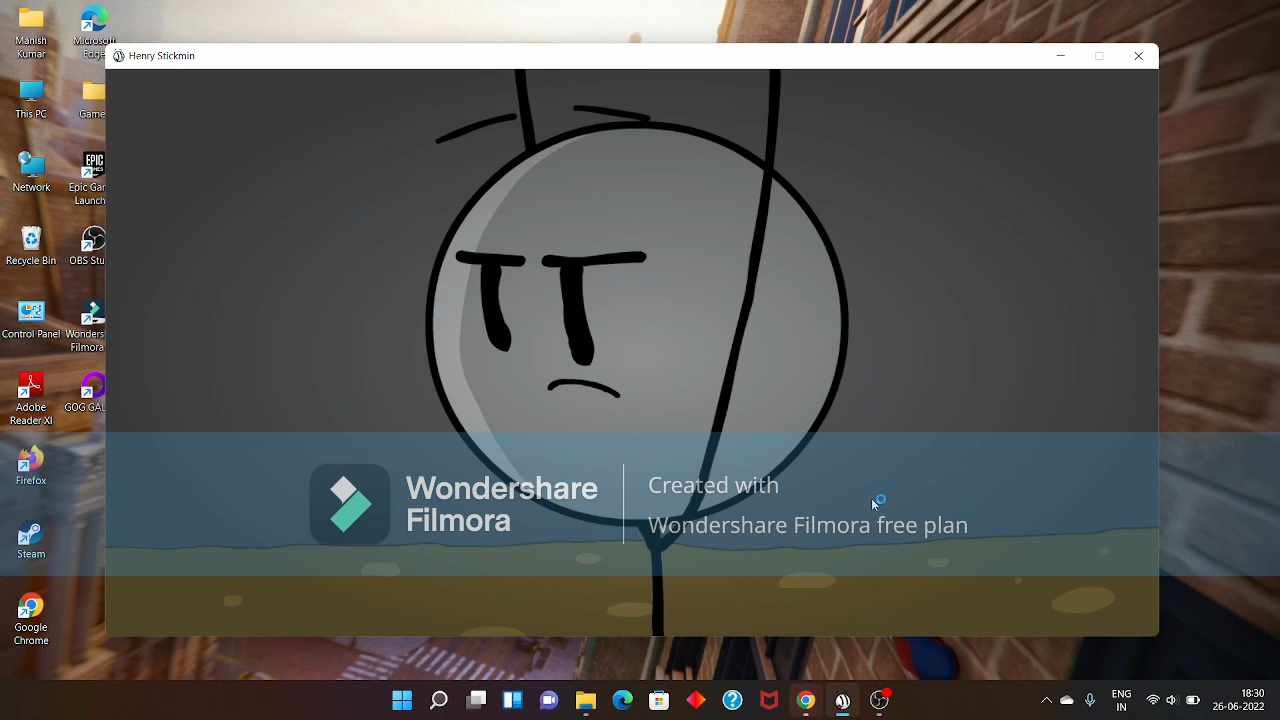 Manish
Kumar
Microsoft
Edge
Henry Stickmin
This PC
Game
Network
EPIC
Epic Gam
Launch
Recycle Bin
OBS Stu
Control Panel
Wonders
Filmora
Adobe
Reader XI
GOG GAL
Firefox
Wondershare
Filmora
Created with
Wondershare Filmora free plan
Steam
Google
Chrome
ENG
IN
18:30
26-06-2022